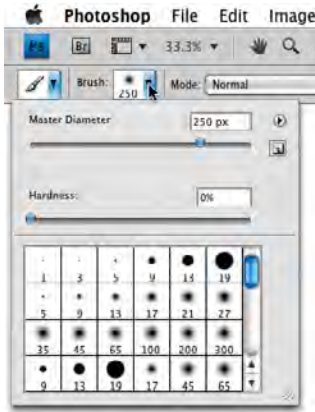 Photoshop File Edit Image
Ps Br 33.3%
Brush: 250 Mode: Normal
Master Diameter 250 px
Hardness: 0%
1 3 5 9 13 19
5 9 13 17 21 27
35 45 65 100 200 300
9 13 19 17 45 65